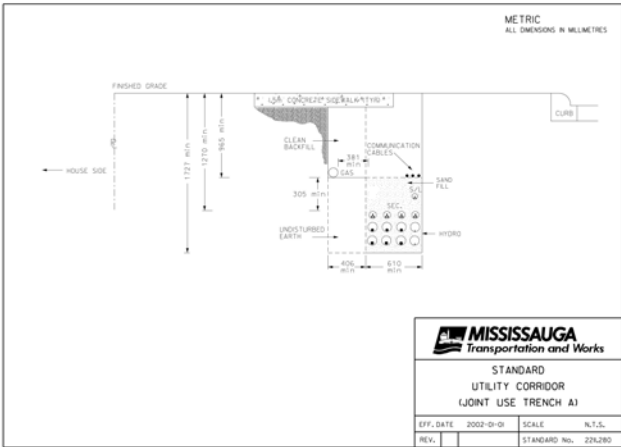 METRIC
ALL DIMENSIONS IN MILLIMETRES
FINISHED GRADE
CONCRETE SIDEWALK
CURB
CLEAN
BACKFILL
COMMUNICATION
CABLES
381
min
GAS
HOUSE SIDE
1727 min
1270 min
965 min
305 min
SAND
FILL
SEC.
UNDISTURBED
EARTH
HYDRO
406
min
610
min
MISSISSAUGA
Transportation and Works
STANDARD
UTILITY CORRIDOR
(JOINT USE TRENCH A)
EFF. DATE 2002-01-01 SCALE N.T.S.
REV. STANDARD No. 2211.280